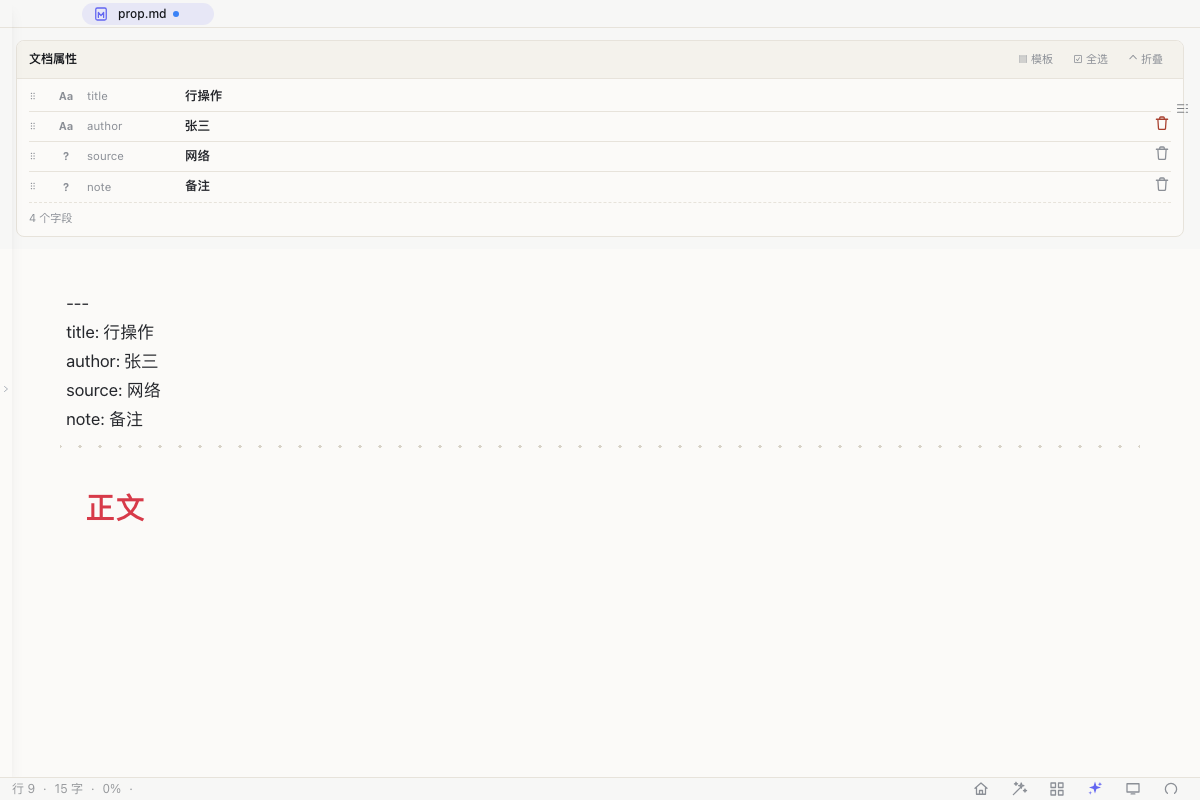 prop.md
文档属性
模板 全选 折叠
Aa title 行操作
Aa author 张三
? source 网络
? note 备注
4 个字段
---
title: 行操作
author: 张三
source: 网络
note: 备注
正文
行 9 · 15 字 · 0% ·